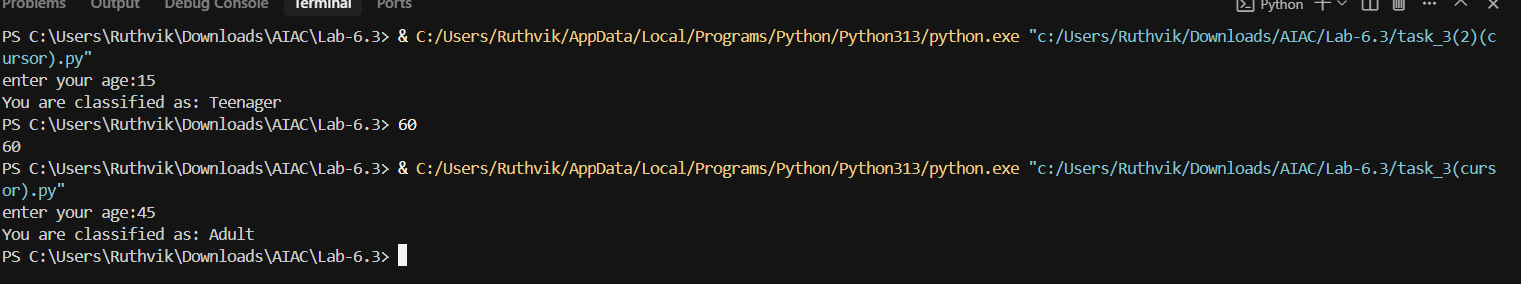 Problems Output Debug Console Terminal Ports Python
PS C:\Users\Ruthvik\Downloads\AIAC\Lab-6.3> & C:/Users/Ruthvik/AppData/Local/Programs/Python/Python313/python.exe "c:/Users/Ruthvik/Downloads/AIAC/Lab-6.3/task_3(2)(c
ursor).py"
enter your age:15
You are classified as: Teenager
PS C:\Users\Ruthvik\Downloads\AIAC\Lab-6.3> 60
60
PS C:\Users\Ruthvik\Downloads\AIAC\Lab-6.3> & C:/Users/Ruthvik/AppData/Local/Programs/Python/Python313/python.exe "c:/Users/Ruthvik/Downloads/AIAC/Lab-6.3/task_3(curs
or).py"
enter your age:45
You are classified as: Adult
PS C:\Users\Ruthvik\Downloads\AIAC\Lab-6.3>